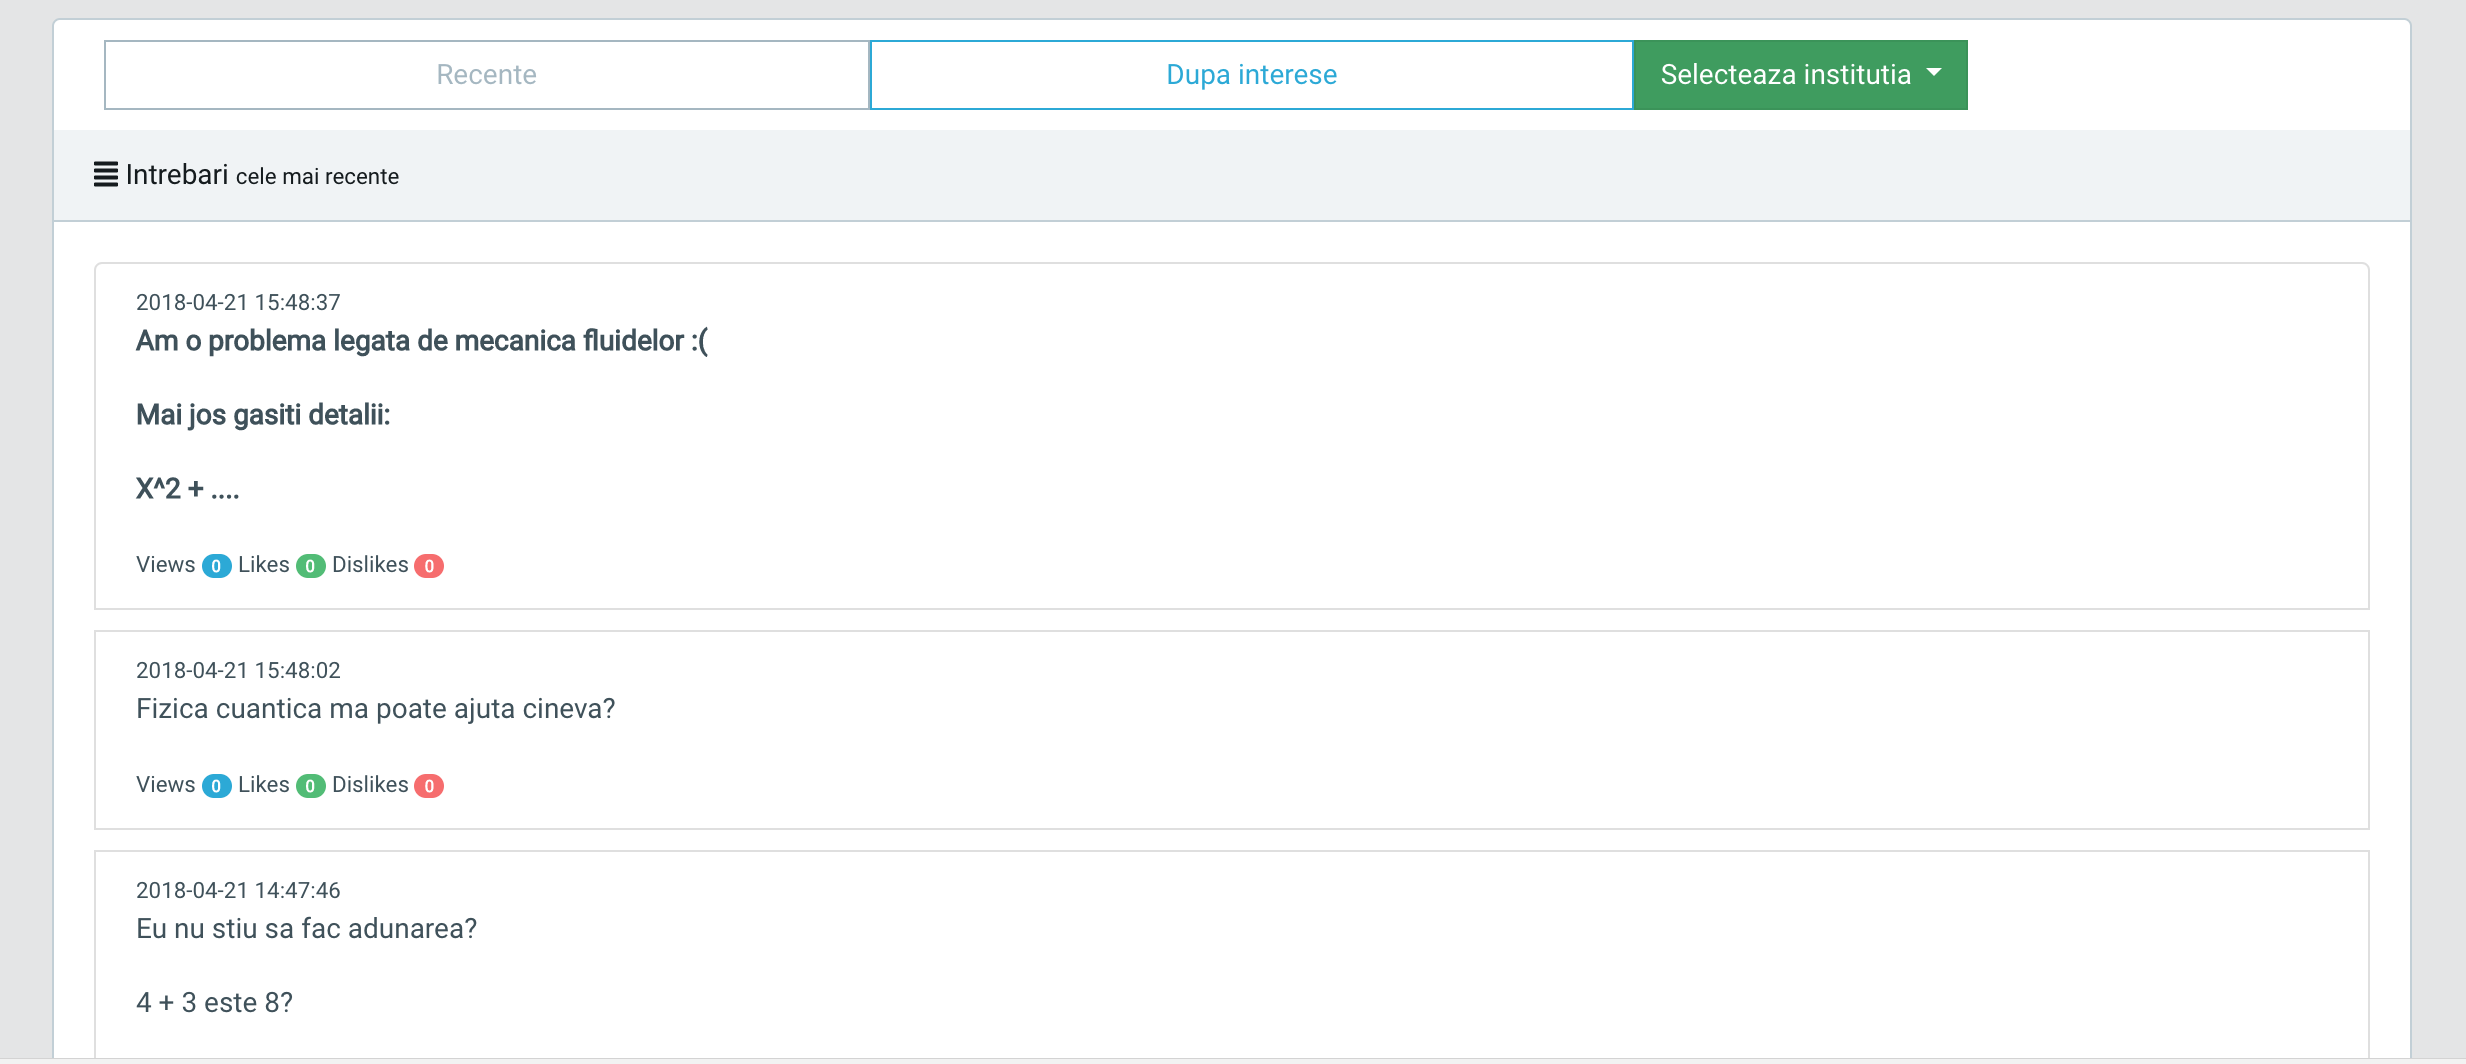 Recente
Dupa interese
Selecteaza institutia
Intrebari cele mai recente
2018-04-21 15:48:37
Am o problema legata de mecanica fluidelor :(
Mai jos gasiti detalii:
X^2 + ....
Views 0 Likes 0 Dislikes 0
2018-04-21 15:48:02
Fizica cuantica ma poate ajuta cineva?
Views 0 Likes 0 Dislikes 0
2018-04-21 14:47:46
Eu nu stiu sa fac adunarea?
4 + 3 este 8?